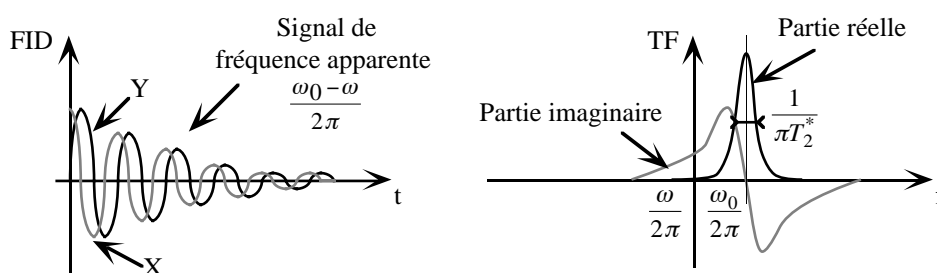 FID
Signal de
fréquence apparente
(ω0 − ω) / 2π
Y
X
t
TF
Partie réelle
Partie imaginaire
1 / πT2*
ω / 2π
ω0 / 2π